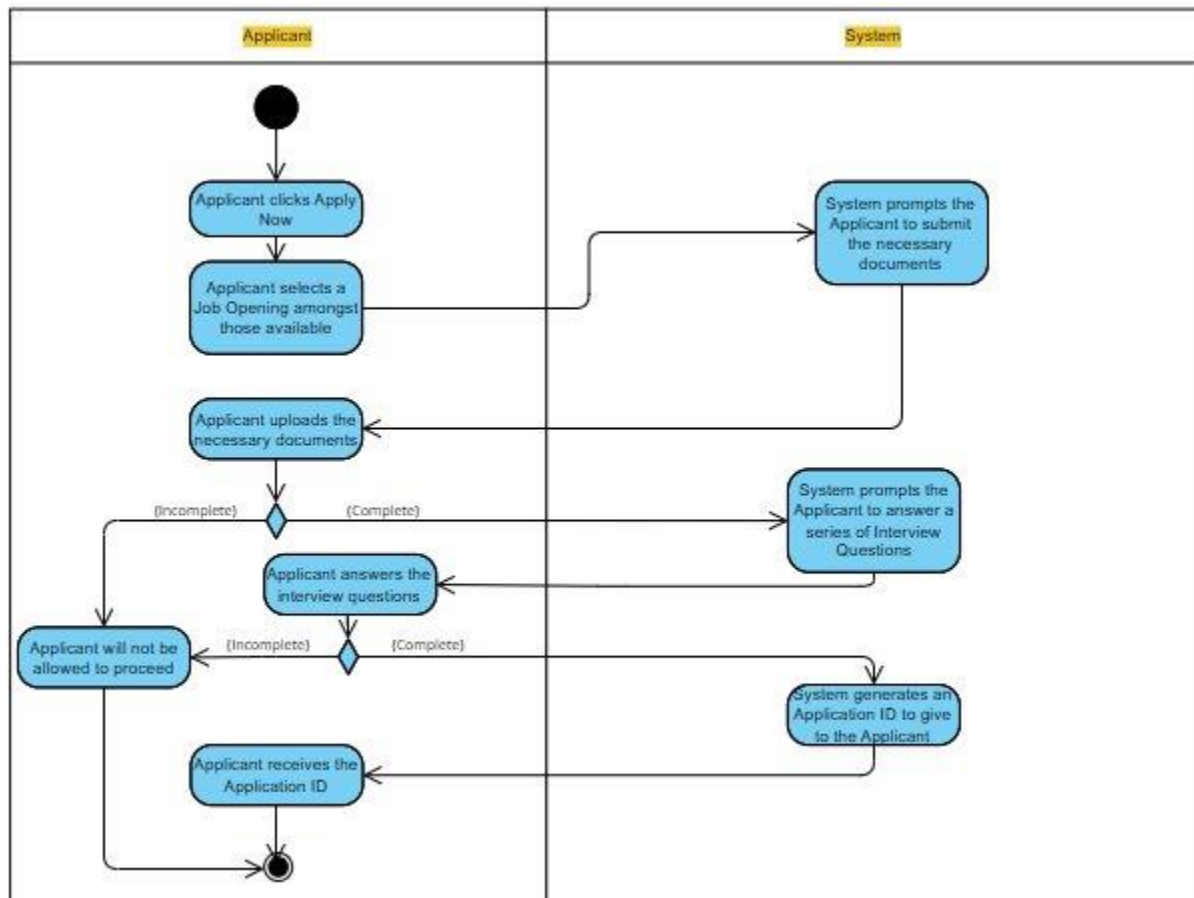 Applicant
System
Applicant clicks Apply
Now
System prompts the
Applicant to submit
the necessary
documents
Applicant selects a
Job Opening amongst
those available
Applicant uploads the
necessary documents
{Incomplete}
{Complete}
System prompts the
Applicant to answer a
series of Interview
Questions
Applicant answers the
interview questions
{Incomplete}
{Complete}
Applicant will not be
allowed to proceed
System generates an
Application ID to give
to the Applicant
Applicant receives the
Application ID